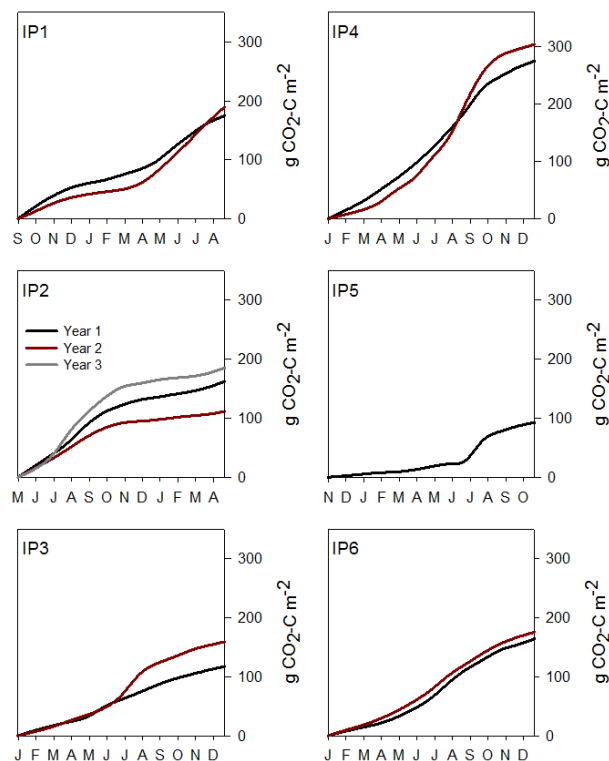 IP1
300
200
100
0
g CO₂-C m⁻²
S O N D J F M A M J J A
IP4
300
200
100
0
g CO₂-C m⁻²
J F M A M J J A S O N D
IP2
Year 1
Year 2
Year 3
300
200
100
0
g CO₂-C m⁻²
M J J A S O N D J F M A
IP5
300
200
100
0
g CO₂-C m⁻²
N D J F M A M J J A S O
IP3
300
200
100
0
g CO₂-C m⁻²
J F M A M J J A S O N D
IP6
300
200
100
0
g CO₂-C m⁻²
J F M A M J J A S O N D